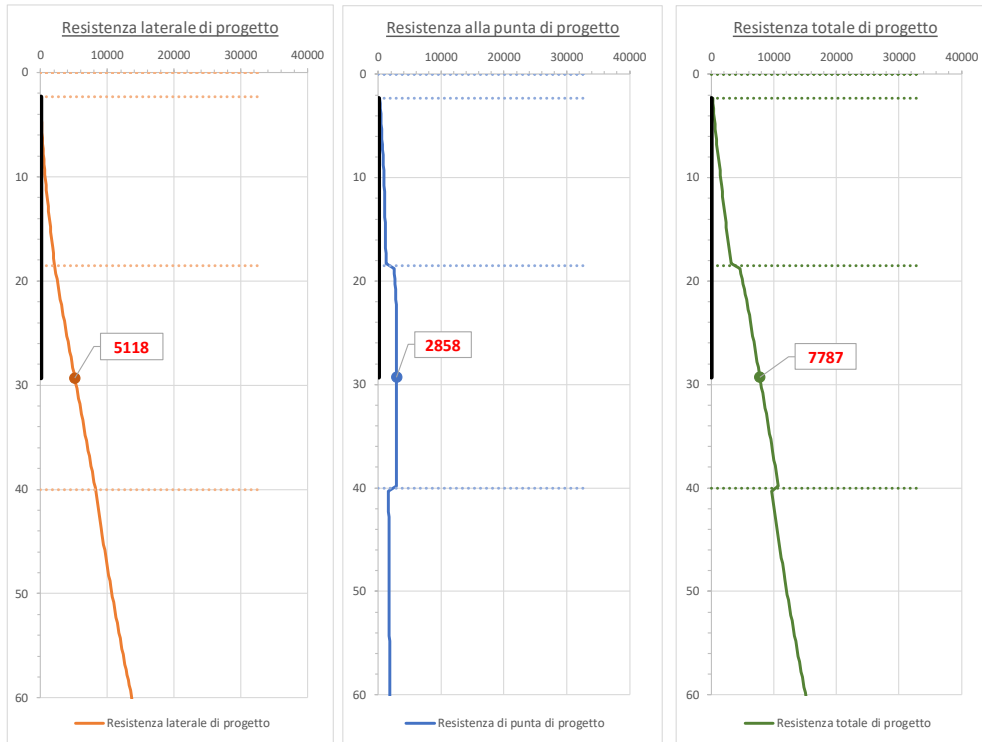 Resistenza laterale di progetto
0 10000 20000 30000 40000
0
10
20
30
40
50
60
5118
Resistenza laterale di progetto
Resistenza alla punta di progetto
0 10000 20000 30000 40000
0
10
20
30
40
50
60
2858
Resistenza di punta di progetto
Resistenza totale di progetto
0 10000 20000 30000 40000
0
10
20
30
40
50
60
7787
Resistenza totale di progetto